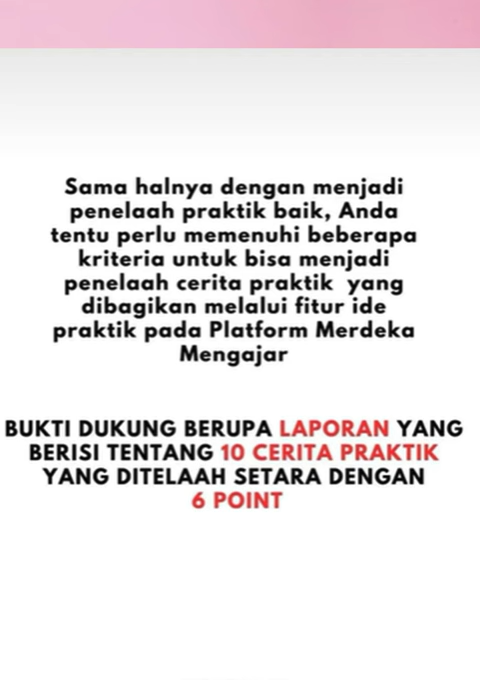 Sama halnya dengan menjadi
penelaah praktik baik, Anda
tentu perlu memenuhi beberapa
kriteria untuk bisa menjadi
penelaah cerita praktik yang
dibagikan melalui fitur ide
praktik pada Platform Merdeka
Mengajar
BUKTI DUKUNG BERUPA LAPORAN YANG
BERISI TENTANG 10 CERITA PRAKTIK
YANG DITELAAH SETARA DENGAN
6 POINT